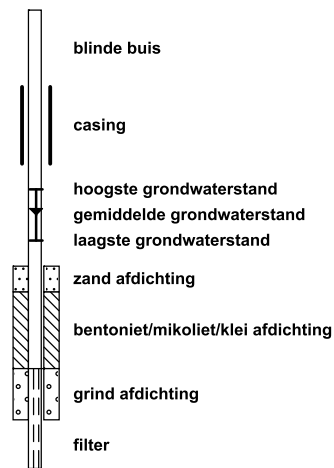 blinde buis
casing
hoogste grondwaterstand
gemiddelde grondwaterstand
laagste grondwaterstand
zand afdichting
bentoniet/mikoliet/klei afdichting
grind afdichting
filter